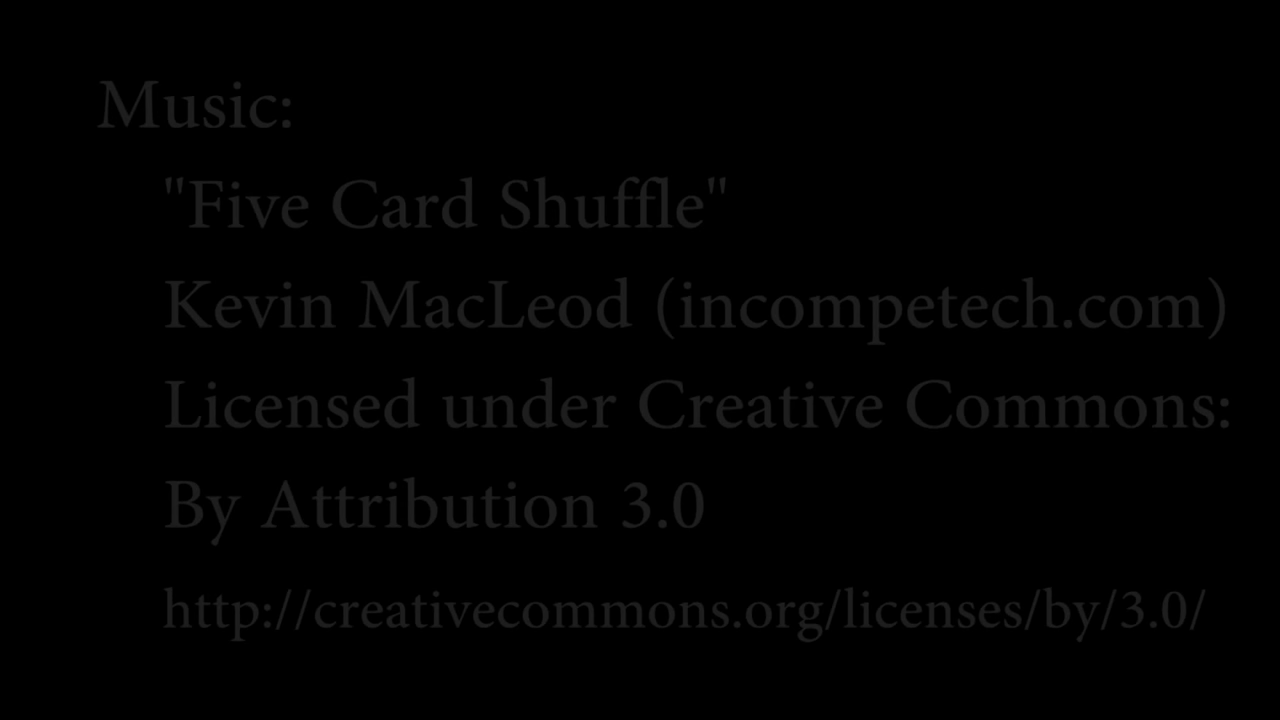 Music:
"Five Card Shuffle"
Kevin MacLeod (incompetech.com)
Licensed under Creative Commons:
By Attribution 3.0
http://creativecommons.org/licenses/by/3.0/